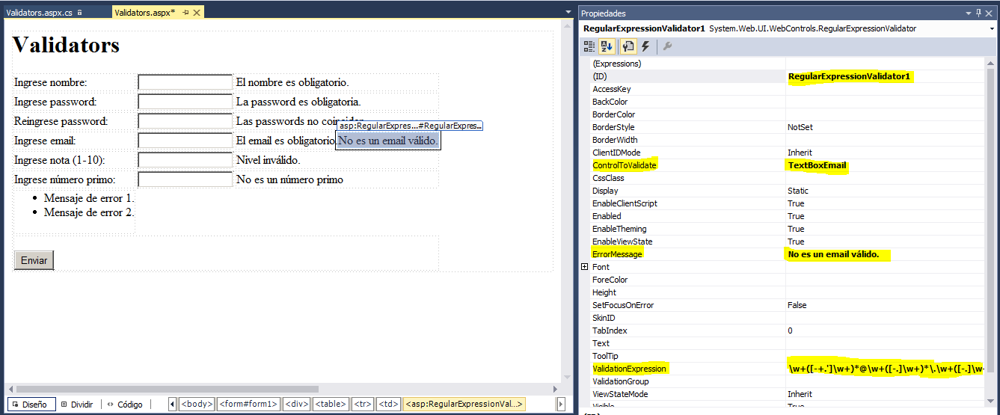 Validators.aspx.cs
Validators.aspx*
Validators
Ingrese nombre: El nombre es obligatorio.
Ingrese password: La password es obligatoria.
Reingrese password: Las passwords no coinciden
asp:RegularExpres...#RegularExpres...
Ingrese email: El email es obligatorio. No es un email válido.
Ingrese nota (1-10): Nivel inválido.
Ingrese número primo: No es un número primo
Mensaje de error 1.
Mensaje de error 2.
Enviar
Diseño Dividir Código <body> <form#form1> <div> <table> <tr> <td> <asp:RegularExpressionVal...>
Propiedades
RegularExpressionValidator1 System.Web.UI.WebControls.RegularExpressionValidator
(Expressions)
(ID) RegularExpressionValidator1
AccessKey
BackColor
BorderColor
BorderStyle NotSet
BorderWidth
ClientIDMode Inherit
ControlToValidate TextBoxEmail
CssClass
Display Static
EnableClientScript True
Enabled True
EnableTheming True
EnableViewState True
ErrorMessage No es un email válido.
Font
ForeColor
Height
SetFocusOnError False
SkinID
TabIndex 0
Text
ToolTip
ValidationExpression \w+([-+.']\w+)*@\w+([-.]\w+)*\.\w+([-.]\w+
ValidationGroup
ViewStateMode Inherit
Visible True